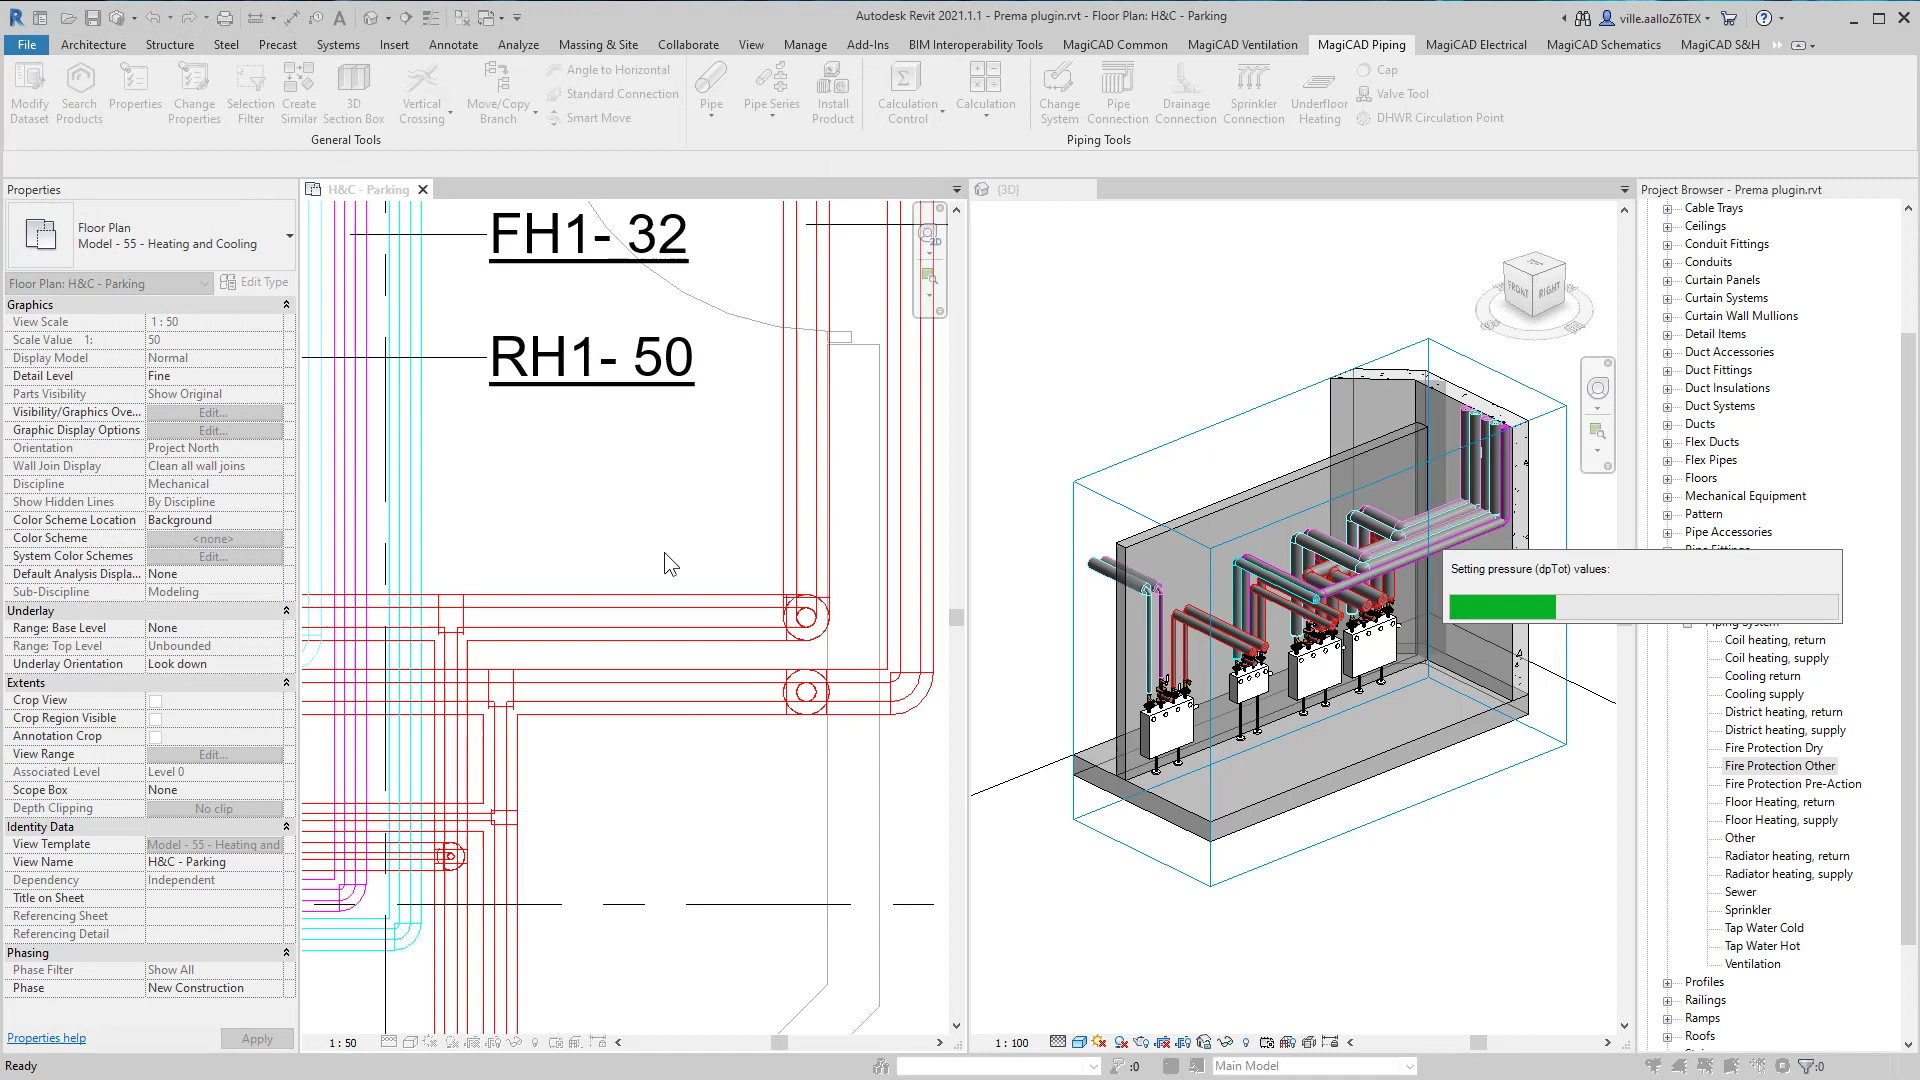 Autodesk Revit 2021.1.1 - Prema plugin.rvt - Floor Plan: H&C - Parking
ville.aalloZ6TEX
File Architecture Structure Steel Precast Systems Insert Annotate Analyze Massing & Site Collaborate View Manage Add-Ins BIM Interoperability Tools MagiCAD Common MagiCAD Ventilation MagiCAD Piping MagiCAD Electrical MagiCAD Schematics MagiCAD S&H
Modify Dataset
Search Products
Properties
Change Properties
Selection Filter
Create Similar
3D Section Box
Vertical Crossing
Move/Copy Branch
Angle to Horizontal
Standard Connection
Smart Move
Pipe
Pipe Series
Install Product
Calculation Control
Calculation
Change System
Pipe Connection
Drainage Connection
Sprinkler Connection
Underfloor Heating
Cap
Valve Tool
DHWR Circulation Point
General Tools
Piping Tools
Properties
Floor Plan
Model - 55 - Heating and Cooling
Floor Plan: H&C - Parking
Edit Type
Graphics
View Scale 1 : 50
Scale Value 1: 50
Display Model Normal
Detail Level Fine
Parts Visibility Show Original
Visibility/Graphics Ove... Edit...
Graphic Display Options Edit...
Orientation Project North
Wall Join Display Clean all wall joins
Discipline Mechanical
Show Hidden Lines By Discipline
Color Scheme Location Background
Color Scheme <none>
System Color Schemes Edit...
Default Analysis Displa... None
Sub-Discipline Modeling
Underlay
Range: Base Level None
Range: Top Level Unbounded
Underlay Orientation Look down
Extents
Crop View
Crop Region Visible
Annotation Crop
View Range Edit...
Associated Level Level 0
Scope Box None
Depth Clipping No clip
Identity Data
View Template Model - 55 - Heating and
View Name H&C - Parking
Dependency Independent
Title on Sheet
Referencing Sheet
Referencing Detail
Phasing
Phase Filter Show All
Phase New Construction
Properties help
Apply
H&C - Parking
FH1- 32
RH1- 50
2D
1 : 50
{3D}
FRONT
RIGHT
Setting pressure (dpTot) values:
1 : 100
Project Browser - Prema plugin.rvt
Cable Trays
Ceilings
Conduit Fittings
Conduits
Curtain Panels
Curtain Systems
Curtain Wall Mullions
Detail Items
Duct Accessories
Duct Fittings
Duct Insulations
Duct Systems
Ducts
Flex Ducts
Flex Pipes
Floors
Mechanical Equipment
Pattern
Pipe Accessories
Pipe Fittings
Piping System
Coil heating, return
Coil heating, supply
Cooling return
Cooling supply
District heating, return
District heating, supply
Fire Protection Dry
Fire Protection Other
Fire Protection Pre-Action
Floor Heating, return
Floor Heating, supply
Other
Radiator heating, return
Radiator heating, supply
Sewer
Sprinkler
Tap Water Cold
Tap Water Hot
Ventilation
Profiles
Railings
Ramps
Roofs
Ready
:0
Main Model
:0